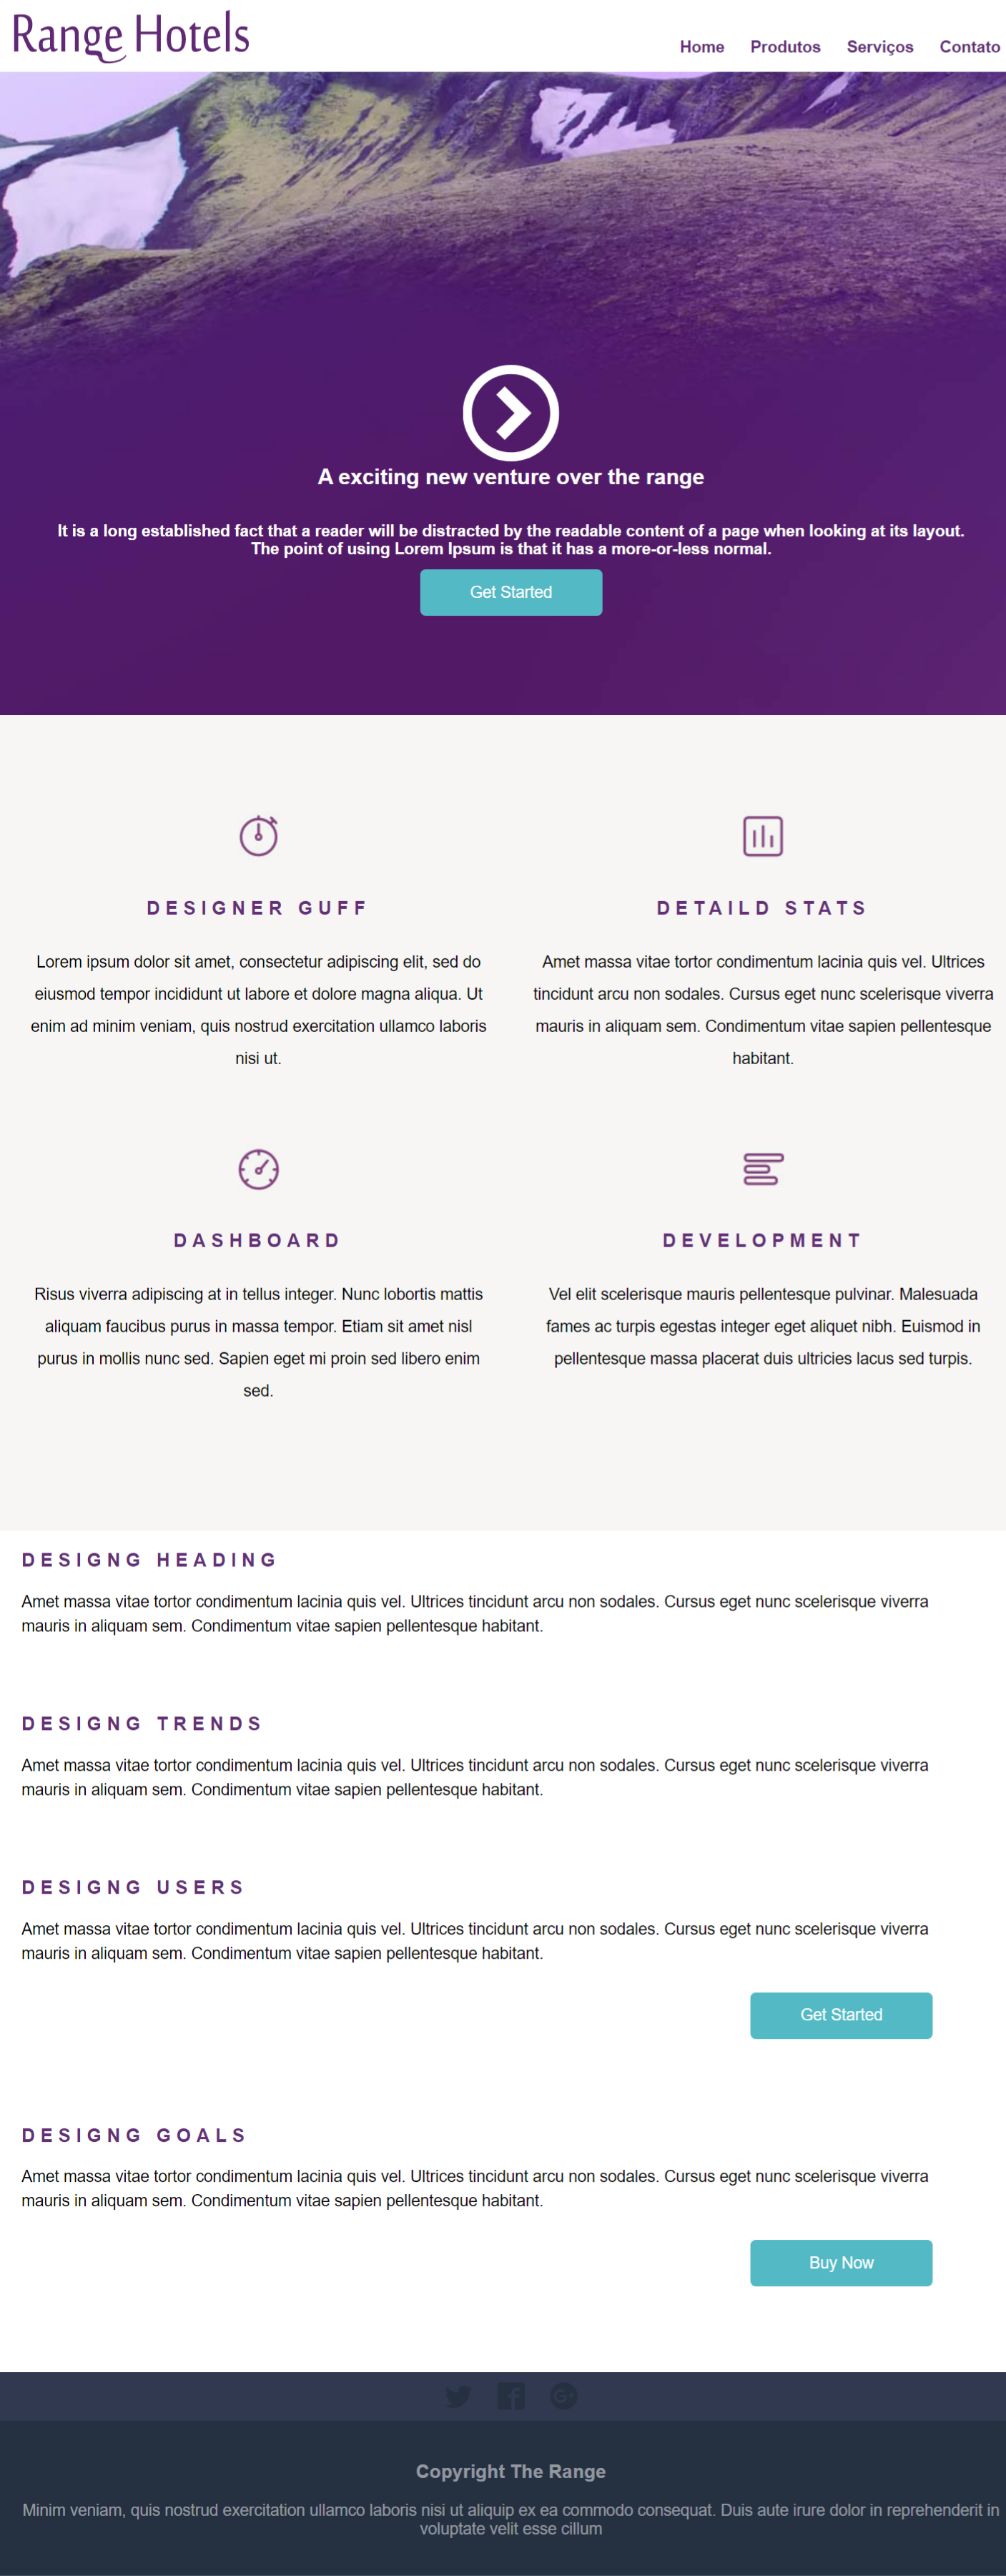 Range Hotels
Home Produtos Serviços Contato
A exciting new venture over the range
It is a long established fact that a reader will be distracted by the readable content of a page when looking at its layout.
The point of using Lorem Ipsum is that it has a more-or-less normal.
Get Started
DESIGNER GUFF
Lorem ipsum dolor sit amet, consectetur adipiscing elit, sed do
eiusmod tempor incididunt ut labore et dolore magna aliqua. Ut
enim ad minim veniam, quis nostrud exercitation ullamco laboris
nisi ut.
DETAILD STATS
Amet massa vitae tortor condimentum lacinia quis vel. Ultrices
tincidunt arcu non sodales. Cursus eget nunc scelerisque viverra
mauris in aliquam sem. Condimentum vitae sapien pellentesque
habitant.
DASHBOARD
Risus viverra adipiscing at in tellus integer. Nunc lobortis mattis
aliquam faucibus purus in massa tempor. Etiam sit amet nisl
purus in mollis nunc sed. Sapien eget mi proin sed libero enim
sed.
DEVELOPMENT
Vel elit scelerisque mauris pellentesque pulvinar. Malesuada
fames ac turpis egestas integer eget aliquet nibh. Euismod in
pellentesque massa placerat duis ultricies lacus sed turpis.
DESIGNG HEADING
Amet massa vitae tortor condimentum lacinia quis vel. Ultrices tincidunt arcu non sodales. Cursus eget nunc scelerisque viverra
mauris in aliquam sem. Condimentum vitae sapien pellentesque habitant.
DESIGNG TRENDS
Amet massa vitae tortor condimentum lacinia quis vel. Ultrices tincidunt arcu non sodales. Cursus eget nunc scelerisque viverra
mauris in aliquam sem. Condimentum vitae sapien pellentesque habitant.
DESIGNG USERS
Amet massa vitae tortor condimentum lacinia quis vel. Ultrices tincidunt arcu non sodales. Cursus eget nunc scelerisque viverra
mauris in aliquam sem. Condimentum vitae sapien pellentesque habitant.
Get Started
DESIGNG GOALS
Amet massa vitae tortor condimentum lacinia quis vel. Ultrices tincidunt arcu non sodales. Cursus eget nunc scelerisque viverra
mauris in aliquam sem. Condimentum vitae sapien pellentesque habitant.
Buy Now
Copyright The Range
Minim veniam, quis nostrud exercitation ullamco laboris nisi ut aliquip ex ea commodo consequat. Duis aute irure dolor in reprehenderit in
voluptate velit esse cillum